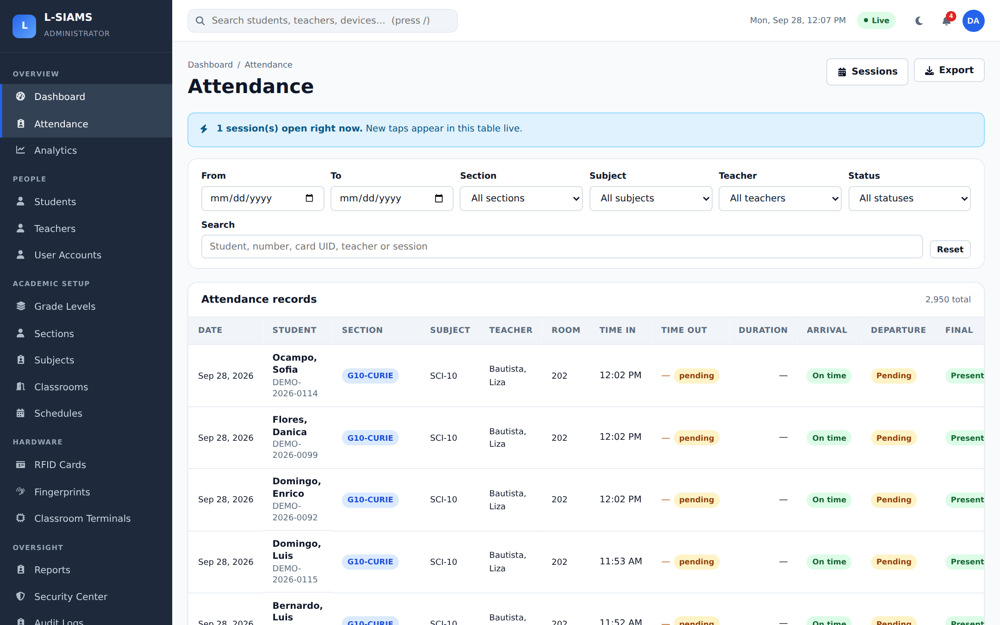 L
L-SIAMS
ADMINISTRATOR
OVERVIEW
Dashboard
Attendance
Analytics
PEOPLE
Students
Teachers
User Accounts
ACADEMIC SETUP
Grade Levels
Sections
Subjects
Classrooms
Schedules
HARDWARE
RFID Cards
Fingerprints
Classroom Terminals
OVERSIGHT
Reports
Security Center
Audit Logs
Search students, teachers, devices... (press /)
Mon, Sep 28, 12:07 PM
Live
4
DA
Dashboard / Attendance
Attendance
Sessions
Export
1 session(s) open right now. New taps appear in this table live.
From To Section Subject Teacher Status
mm/dd/yyyy mm/dd/yyyy All sections All subjects All teachers All statuses
Search
Student, number, card UID, teacher or session
Reset
Attendance records
2,950 total
DATE STUDENT SECTION SUBJECT TEACHER ROOM TIME IN TIME OUT DURATION ARRIVAL DEPARTURE FINAL
Sep 28, 2026
Ocampo,
Sofia
DEMO-
2026-0114
G10-CURIE
SCI-10
Bautista,
Liza
202
12:02 PM
— pending
—
On time
Pending
Present
Sep 28, 2026
Flores,
Danica
DEMO-
2026-0099
G10-CURIE
SCI-10
Bautista,
Liza
202
12:02 PM
— pending
—
On time
Pending
Present
Sep 28, 2026
Domingo,
Enrico
DEMO-
2026-0092
G10-CURIE
SCI-10
Bautista,
Liza
202
12:02 PM
— pending
—
On time
Pending
Present
Sep 28, 2026
Domingo,
Luis
DEMO-
2026-0115
G10-CURIE
SCI-10
Bautista,
Liza
202
11:53 AM
— pending
—
On time
Pending
Present
Sep 28, 2026
Bernardo,
Luis
G10-CURIE
SCI-10
Bautista,
202
11:52 AM
— pending
—
On time
Pending
Present